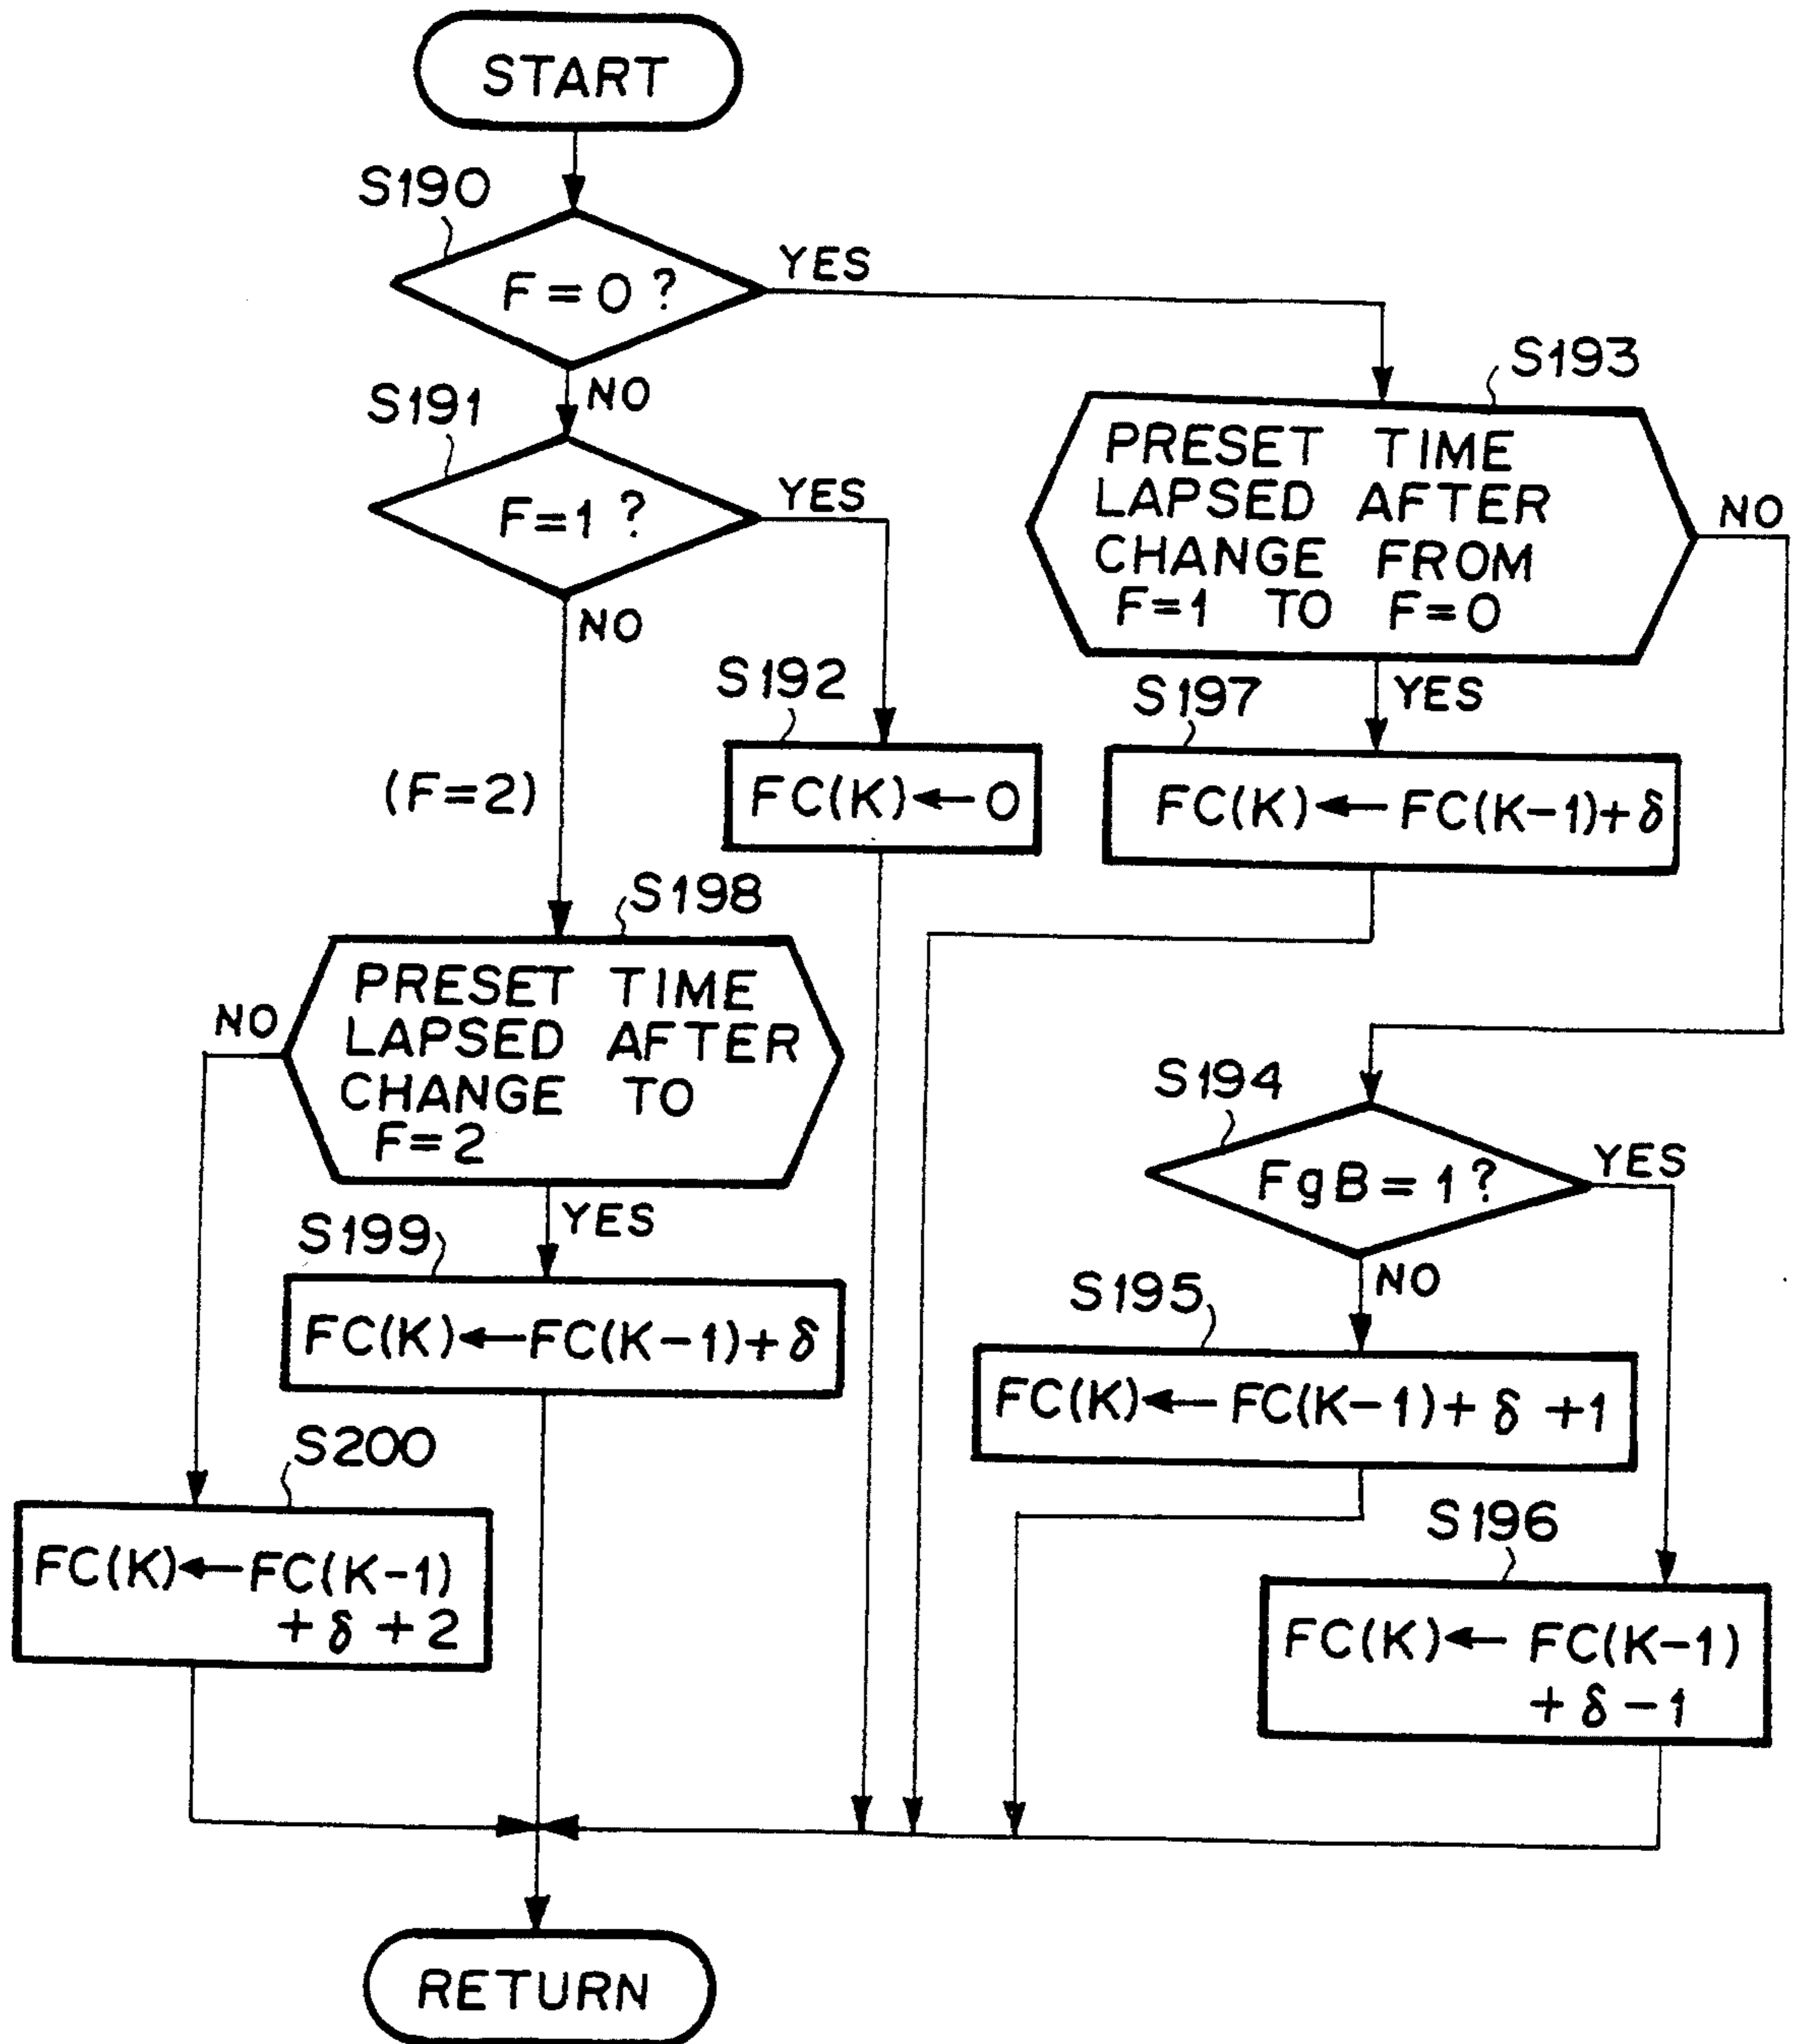 START
S190
F=0?
YES
NO
S191
F=1?
YES
NO
(F=2)
S192
FC(K)←0
S193
PRESET TIME
LAPSED AFTER
CHANGE FROM
F=1 TO F=0
NO
YES
S197
FC(K)←FC(K-1)+δ
S198
PRESET TIME
LAPSED AFTER
CHANGE TO
F=2
NO
YES
S199
FC(K)←FC(K-1)+δ
S200
FC(K)←FC(K-1)
+δ+2
S194
FgB=1?
YES
NO
S195
FC(K)←FC(K-1)+δ+1
S196
FC(K)←FC(K-1)
+δ-1
RETURN